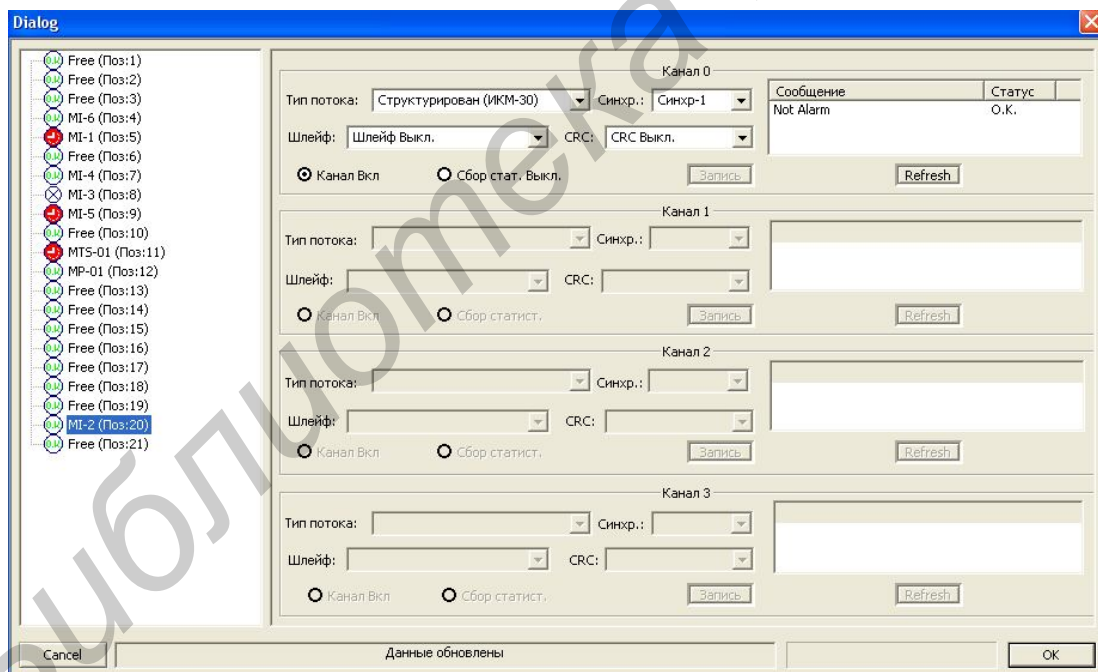 Dialog
Free (Поз:1)
Free (Поз:2)
Free (Поз:3)
MI-6 (Поз:4)
MI-1 (Поз:5)
Free (Поз:6)
MI-4 (Поз:7)
MI-3 (Поз:8)
MI-5 (Поз:9)
Free (Поз:10)
MTS-01 (Поз:11)
MP-01 (Поз:12)
Free (Поз:13)
Free (Поз:14)
Free (Поз:15)
Free (Поз:16)
Free (Поз:17)
Free (Поз:18)
Free (Поз:19)
MI-2 (Поз:20)
Free (Поз:21)
Канал 0
Тип потока: Структурирован (ИКМ-30) Синхр.: Синхр-1
Шлейф: Шлейф Выкл. CRC: CRC Выкл.
Канал Вкл Сбор стат. Выкл. Запись
Сообщение Статус
Not Alarm O.K.
Refresh
Канал 1
Тип потока: Синхр.:
Шлейф: CRC:
Канал Вкл Сбор статист. Запись Refresh
Канал 2
Тип потока: Синхр.:
Шлейф: CRC:
Канал Вкл Сбор статист. Запись Refresh
Канал 3
Тип потока: Синхр.:
Шлейф: CRC:
Канал Вкл Сбор статист. Запись Refresh
Cancel Данные обновлены OK
библиотека